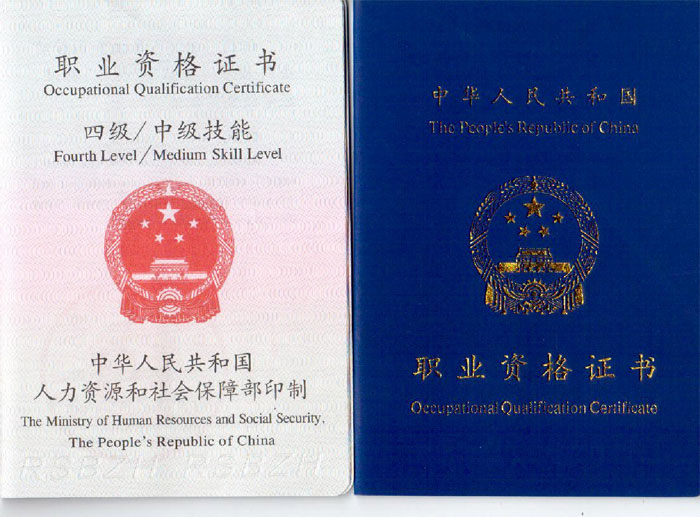 职业资格证书
Occupational Qualification Certificate
四级/中级技能
Fourth Level/Medium Skill Level
中华人民共和国
人力资源和社会保障部印制
The Ministry of Human Resources and Social Security,
The People's Republic of China
RSBZH RSBZH
中华人民共和国
The People's Republic of China
职业资格证书
Occupational Qualification Certificate